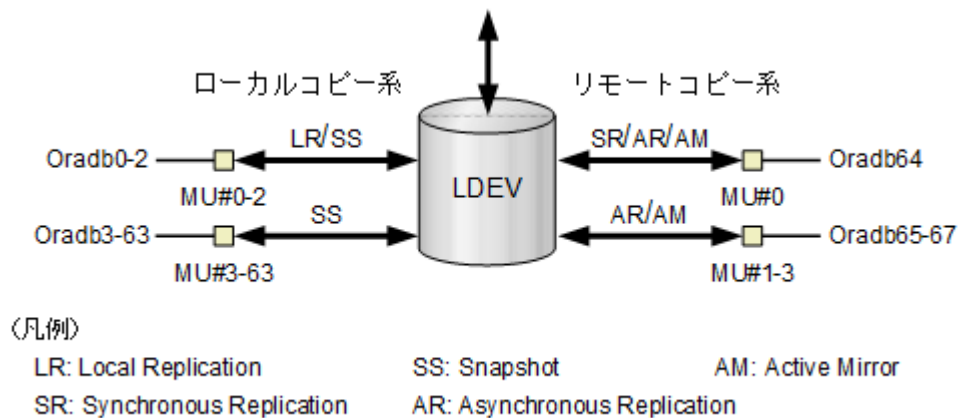 ローカルコピー系
リモートコピー系
Oradb0-2
LR/SS
SR/AR/AM
Oradb64
MU#0-2
LDEV
MU#0
Oradb3-63
SS
AR/AM
Oradb65-67
MU#3-63
MU#1-3
(凡例)
LR: Local Replication
SS: Snapshot
AM: Active Mirror
SR: Synchronous Replication
AR: Asynchronous Replication